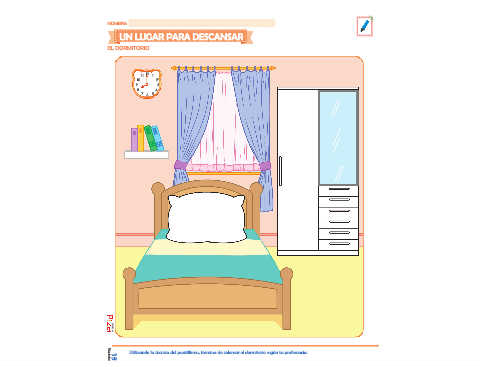 NOMBRE:
UN LUGAR PARA DESCANSAR
EL DORMITORIO
Utilizando la técnica del puntillismo, termina de colorear el dormitorio según tu preferencia.